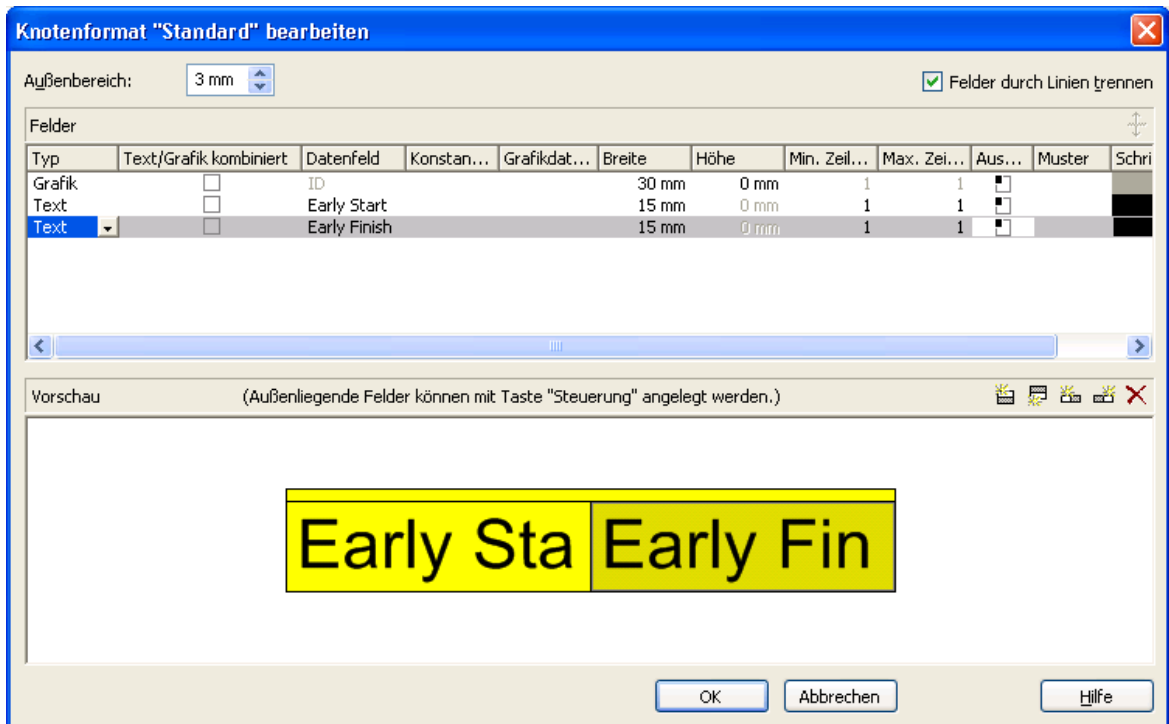 Knotenformat "Standard" bearbeiten
Außenbereich: 3 mm Felder durch Linien trennen
Felder
Typ Text/Grafik kombiniert Datenfeld Konstan... Grafikdat... Breite Höhe Min. Zeil... Max. Zei... Aus... Muster Schri
Grafik ID 30 mm 0 mm 1 1
Text Early Start 15 mm 0 mm 1 1
Text Early Finish 15 mm 0 mm 1 1
Vorschau (Außenliegende Felder können mit Taste "Steuerung" angelegt werden.)
Early Sta Early Fin
OK Abbrechen Hilfe